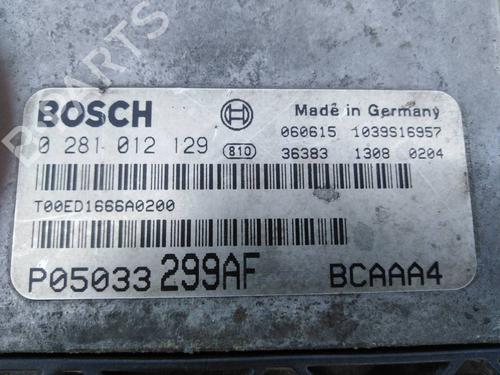 BOSCH
Made in Germany
060615 1039S16957
0 281 012 129 810 36383 1308 0204
T00ED1666A0200
P05033 299AF BCAAA4